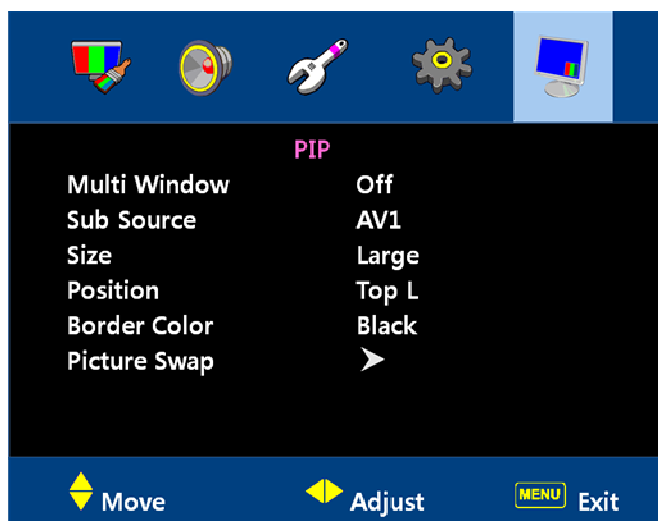 PIP
Multi Window Off
Sub Source AV1
Size Large
Position Top L
Border Color Black
Picture Swap
Move Adjust MENU Exit